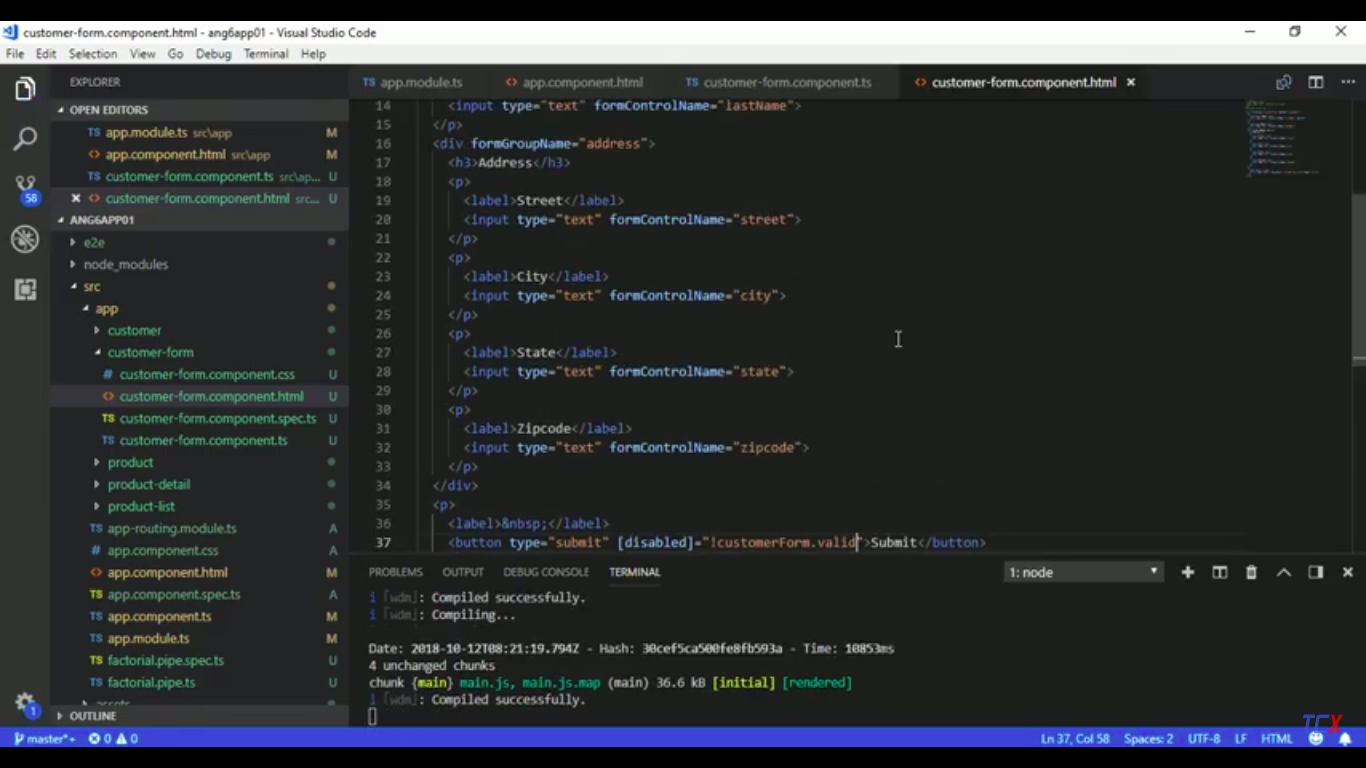 customer-form.component.html - ang6app01 - Visual Studio Code
File Edit Selection View Go Debug Terminal Help
EXPLORER
OPEN EDITORS
TS app.module.ts src\app M
<> app.component.html src\app M
TS customer-form.component.ts src\ap... U
× <> customer-form.component.html src... U
58
ANG6APP01
e2e
node_modules
src
app
customer
customer-form
# customer-form.component.css U
<> customer-form.component.html U
TS customer-form.component.spec.ts U
TS customer-form.component.ts U
product
product-detail
product-list
TS app-routing.module.ts A
# app.component.css A
<> app.component.html M
TS app.component.spec.ts A
TS app.component.ts M
TS app.module.ts M
TS factorial.pipe.spec.ts U
TS factorial.pipe.ts U
assets
1
OUTLINE
TS app.module.ts <> app.component.html TS customer-form.component.ts <> customer-form.component.html ×
14 <input type="text" formControlName="lastName">
15 </p>
16 <div formGroupName="address">
17 <h3>Address</h3>
18 <p>
19 <label>Street</label>
20 <input type="text" formControlName="street">
21 </p>
22 <p>
23 <label>City</label>
24 <input type="text" formControlName="city">
25 </p>
26 <p>
27 <label>State</label>
28 <input type="text" formControlName="state">
29 </p>
30 <p>
31 <label>Zipcode</label>
32 <input type="text" formControlName="zipcode">
33 </p>
34 </div>
35 <p>
36 <label>&nbsp;</label>
37 <button type="submit" [disabled]="!customerForm.valid">Submit</button>
PROBLEMS OUTPUT DEBUG CONSOLE TERMINAL 1: node
i ｢wdm｣: Compiled successfully.
i ｢wdm｣: Compiling...
Date: 2018-10-12T08:21:19.794Z - Hash: 30cef5ca500fe8fb593a - Time: 10853ms
4 unchanged chunks
chunk {main} main.js, main.js.map (main) 36.6 kB [initial] [rendered]
i ｢wdm｣: Compiled successfully.
TCX
master*+ 0 0 Ln 37, Col 58 Spaces: 2 UTF-8 LF HTML